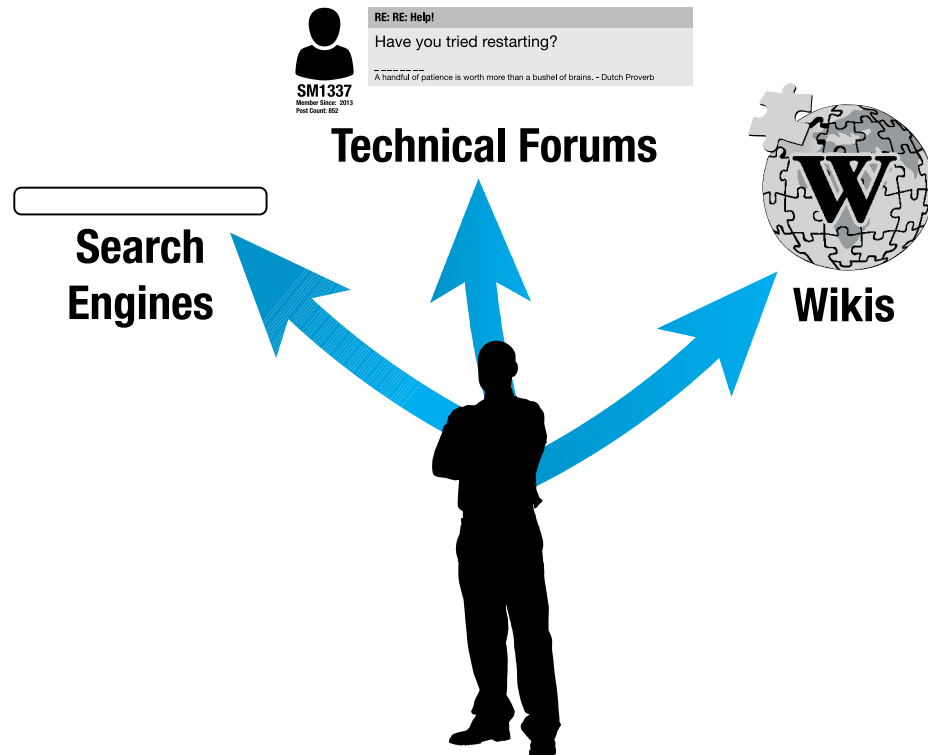 RE: RE: Help!
Have you tried restarting?
________
A handful of patience is worth more than a bushel of brains. - Dutch Proverb
SM1337
Member Since: 2013
Post Count: 852
Technical Forums
W
Search
Engines
Wikis